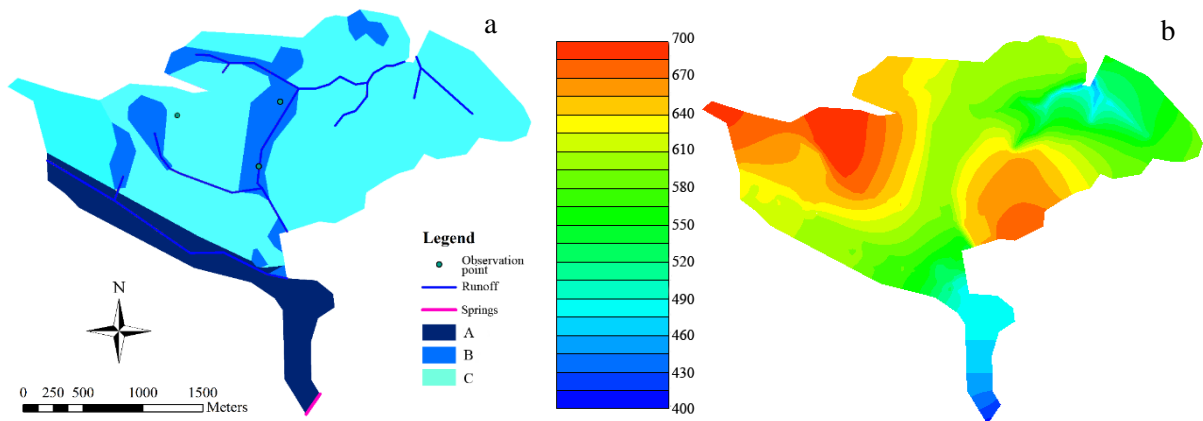 a
Legend
Observation
point
Runoff
Springs
A
B
C
N
0 250 500 1000 1500
Meters
b
700
670
640
610
580
550
520
490
460
430
400